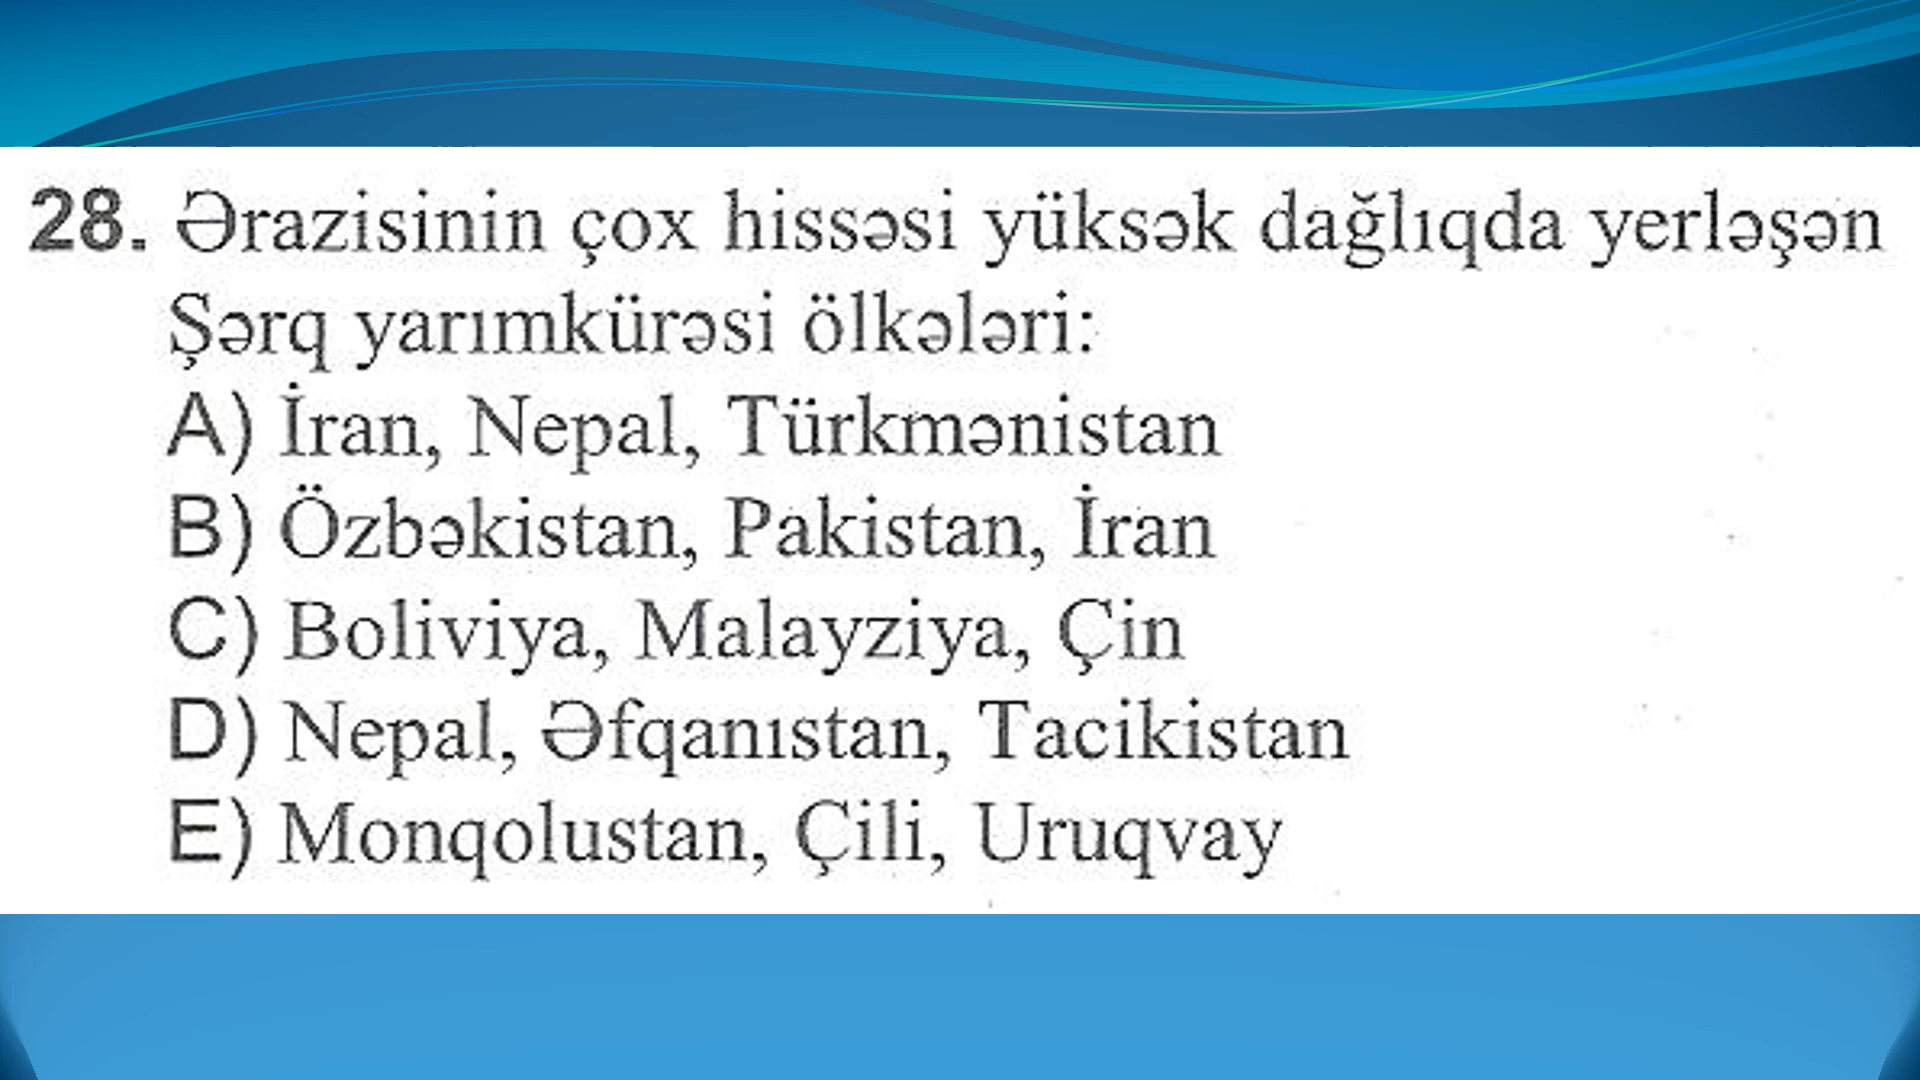 28. Ərazisinin çox hissəsi yüksək dağlıqda yerləşən
Şərq yarımkürəsi ölkələri:
A) İran, Nepal, Türkmənistan
B) Özbəkistan, Pakistan, İran
C) Boliviya, Malayziya, Çin
D) Nepal, Əfqanıstan, Tacikistan
E) Monqolustan, Çili, Uruqvay